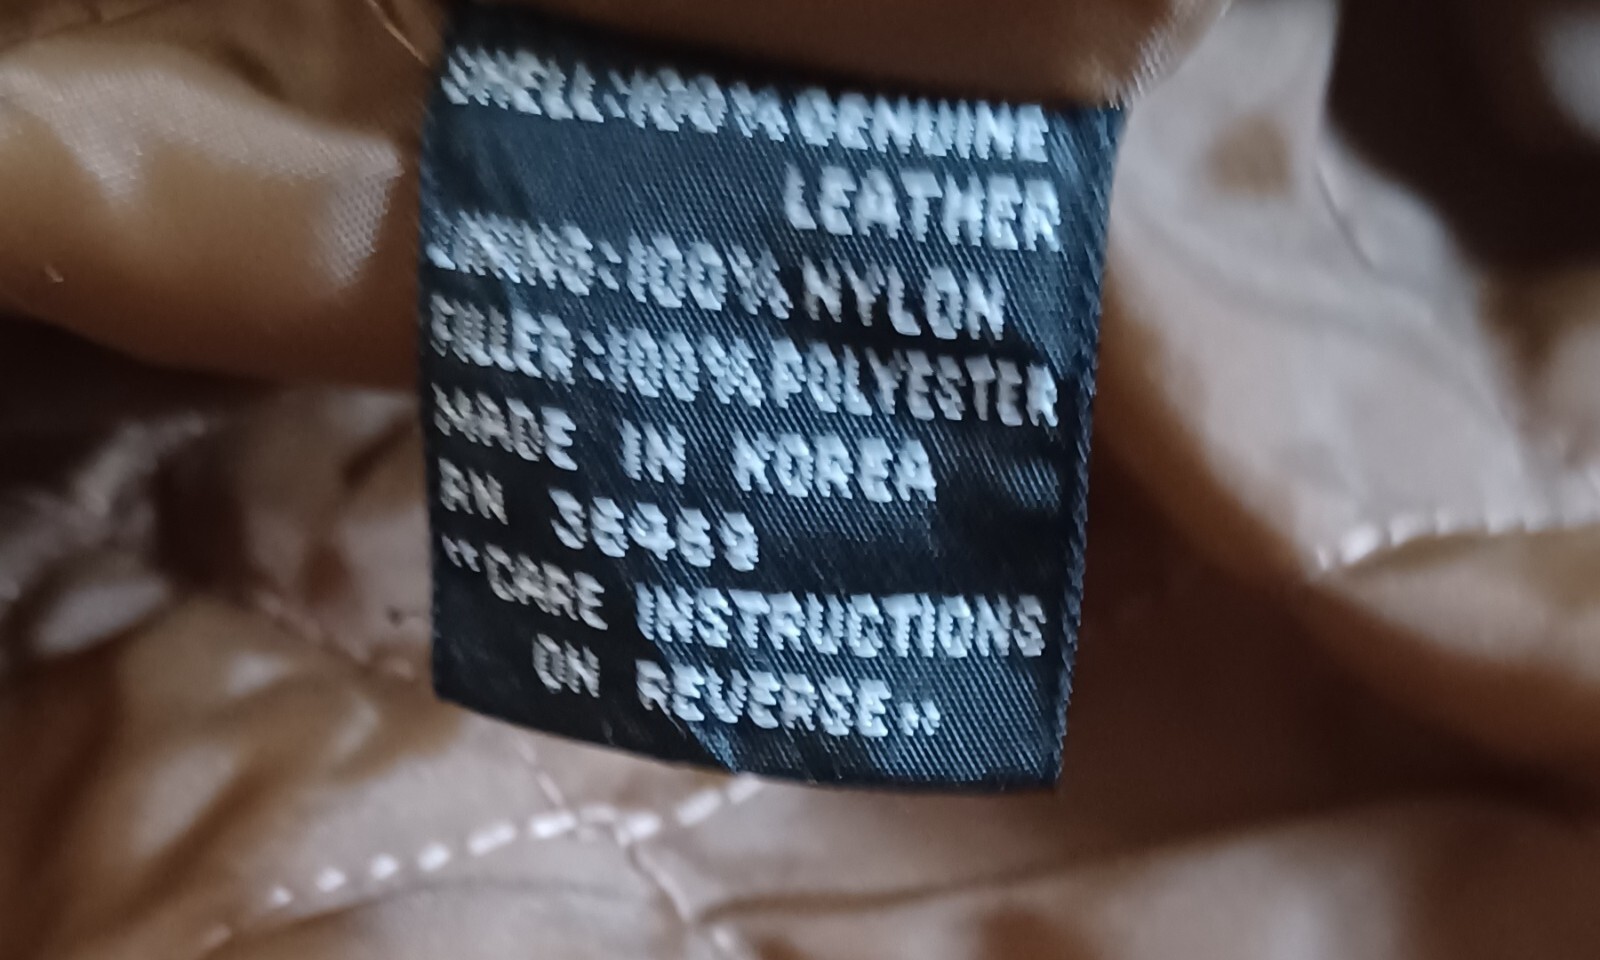 SHELL:100% GENUINE
LEATHER
LINING:100% NYLON
FILLER:100% POLYESTER
MADE IN KOREA
RN
"CARE INSTRUCTIONS
ON REVERSE"